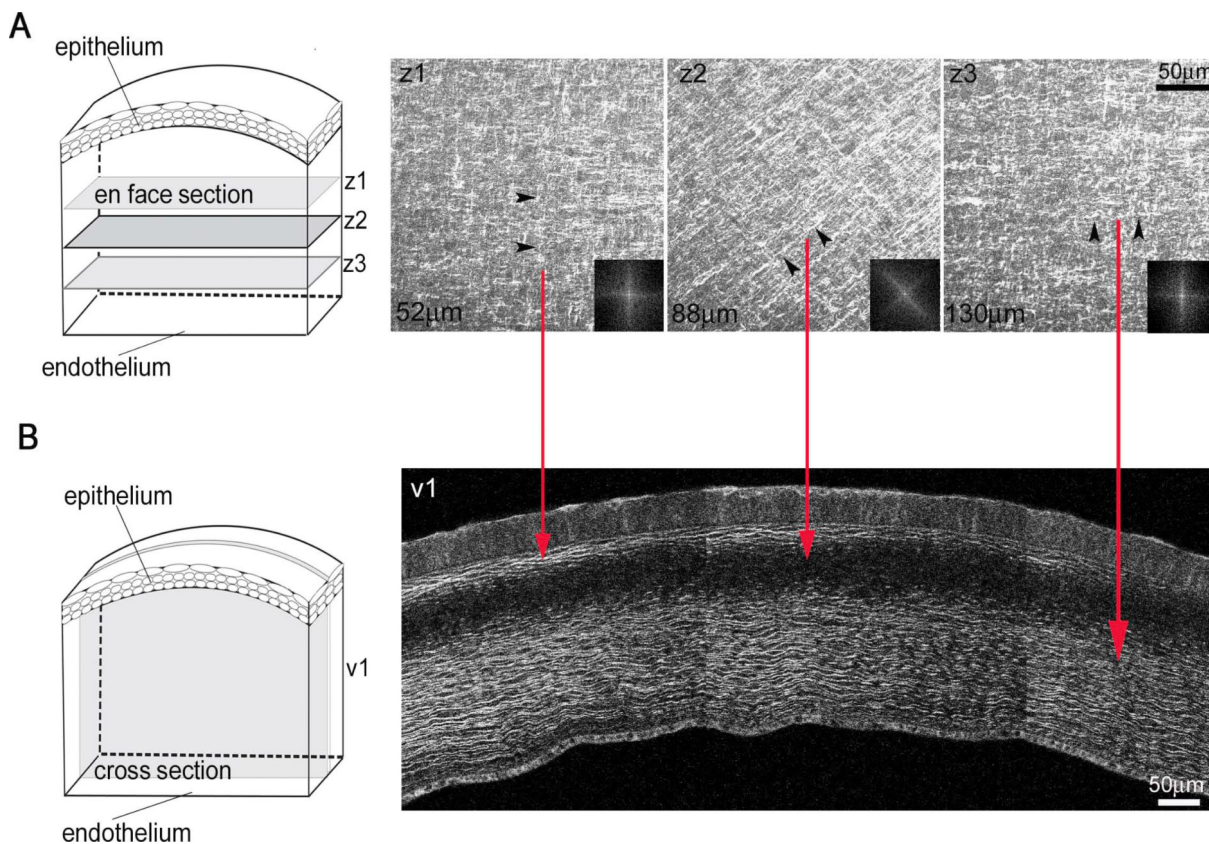 A
epithelium
en face section
z1
z2
z3
endothelium
z1
52μm
z2
88μm
z3
50μm
130μm
B
epithelium
v1
cross section
endothelium
v1
50μm